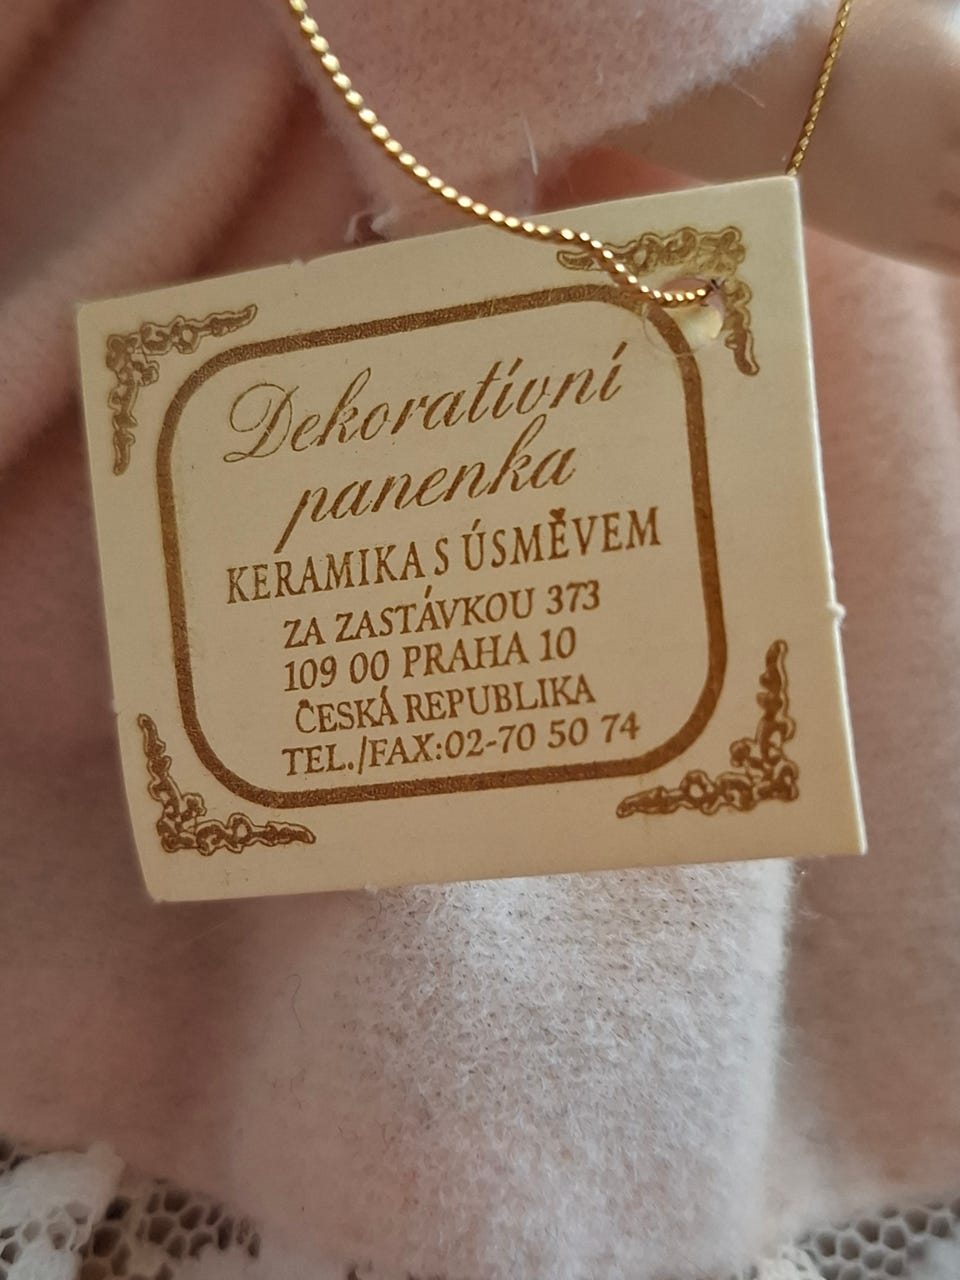 Dekorativní
panenka
KERAMIKA S ÚSMĚVEM
ZA ZASTÁVKOU 373
109 00 PRAHA 10
ČESKÁ REPUBLIKA
TEL./FAX:02-70 50 74